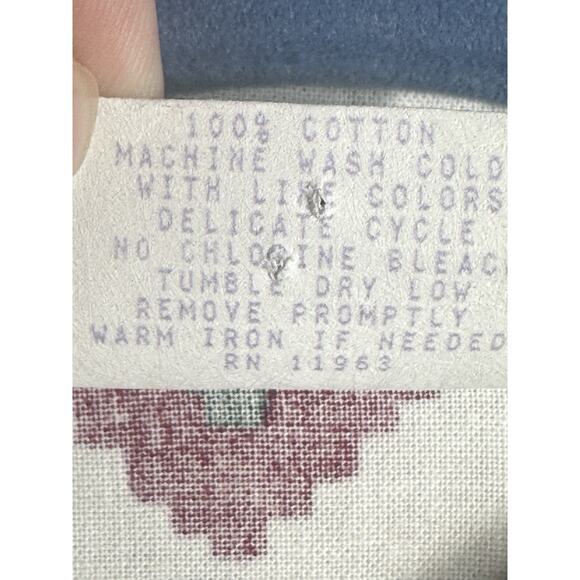 100% COTTON
MACHINE WASH COLD
WITH LIKE COLORS
DELICATE CYCLE
NO CHLORINE BLEACH
TUMBLE DRY LOW
REMOVE PROMPTLY
WARM IRON IF NEEDED
RN 11963